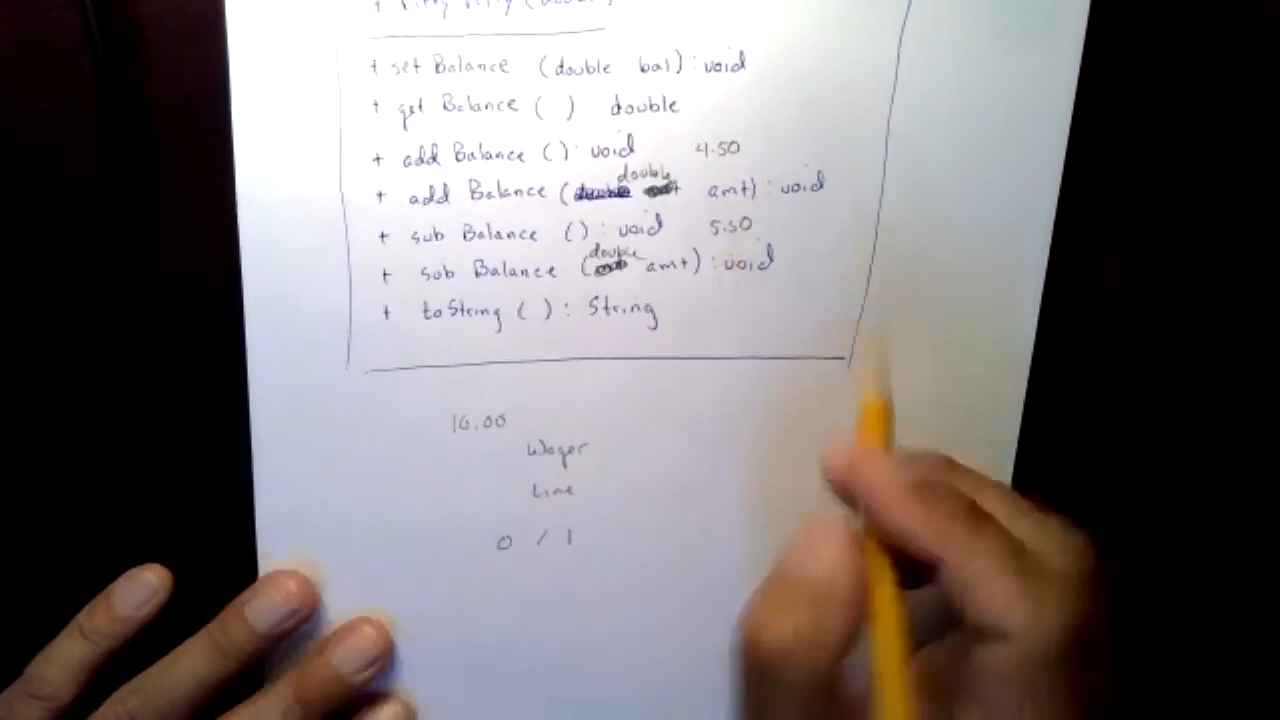 + set Balance (double bal) : void
+ get Balance ( ) double
+ add Balance () : void 4.50
+ add Balance (double amt) : void
+ sub Balance () : void 5.50
+ sub Balance (double amt) : void
+ toString ( ) : String
10.00
Wager
Line
0 / 1